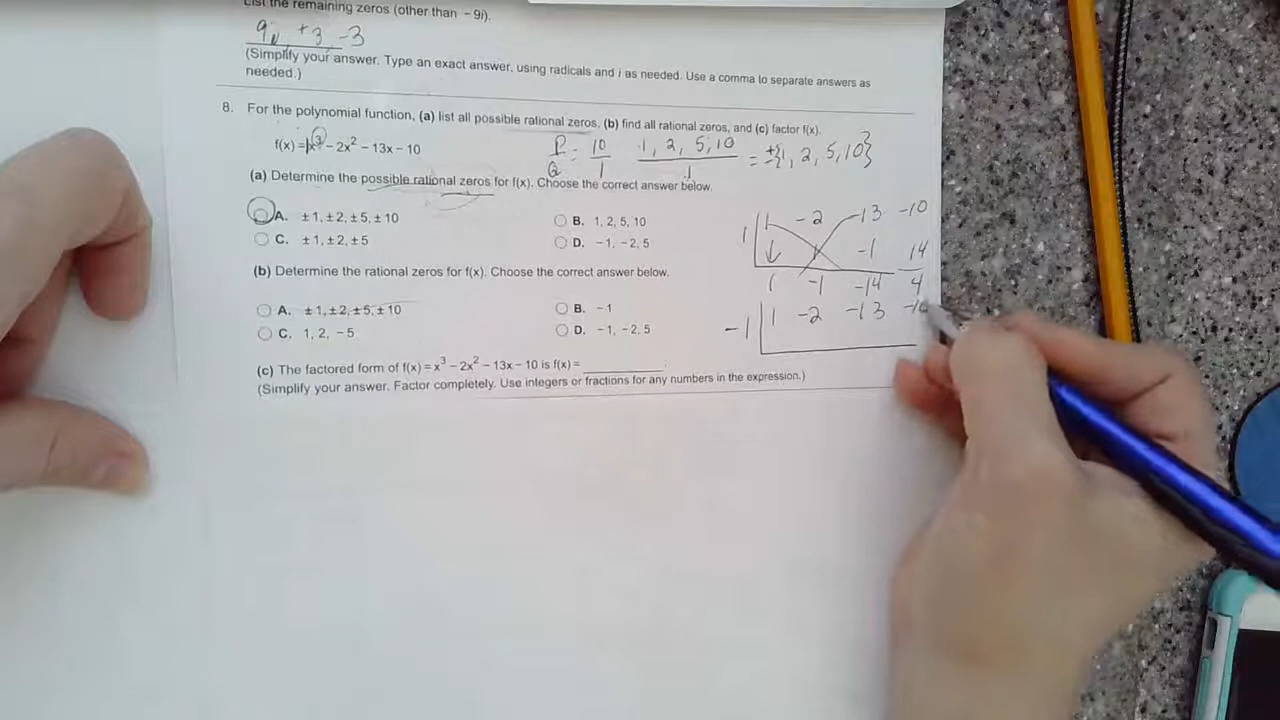 List the remaining zeros (other than − 9i).
9i, +3, -3
(Simplify your answer. Type an exact answer, using radicals and i as needed. Use a comma to separate answers as
needed.)
8. For the polynomial function, (a) list all possible rational zeros, (b) find all rational zeros, and (c) factor f(x).
f(x) = x³ − 2x² − 13x − 10
P/Q = 10/1 1, 2, 5, 10/1 = ±{1, 2, 5, 10}
(a) Determine the possible rational zeros for f(x). Choose the correct answer below.
A. ± 1, ± 2, ± 5, ± 10
B. 1, 2, 5, 10
C. ± 1, ± 2, ± 5
D. − 1, − 2, 5
1 | 1 -2 -13 -10
1 -1 14
1 -1 -14 4
(b) Determine the rational zeros for f(x). Choose the correct answer below.
A. ± 1, ± 2, ± 5, ± 10
B. − 1
C. 1, 2, − 5
D. − 1, − 2, 5
-1 | 1 -2 -13 -10
(c) The factored form of f(x) = x³ − 2x² − 13x − 10 is f(x) = ___________.
(Simplify your answer. Factor completely. Use integers or fractions for any numbers in the expression.)